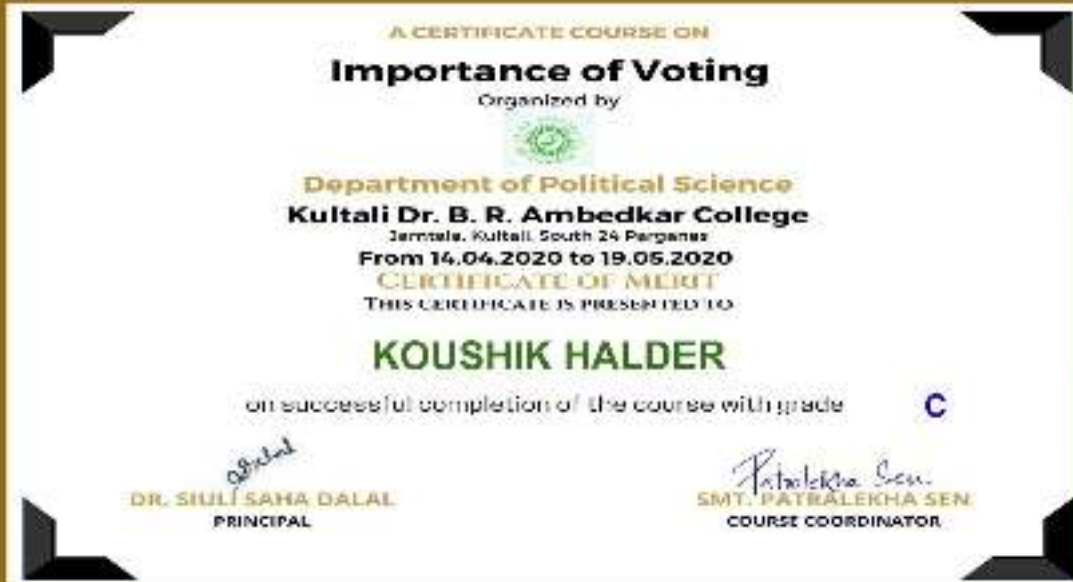 A CERTIFICATE COURSE ON
Importance of Voting
Organized by
Department of Political Science
Kultali Dr. B. R. Ambedkar College
Jamtala, Kultali, South 24 Parganas
From 14.04.2020 to 19.05.2020
CERTIFICATE OF MERIT
THIS CERTIFICATE IS PRESENTED TO
KOUSHIK HALDER
on successful completion of the course with grade C
Patralekha Sen.
DR. SIULI SAHA DALAL
SMT. PATRALEKHA SEN
PRINCIPAL
COURSE COORDINATOR